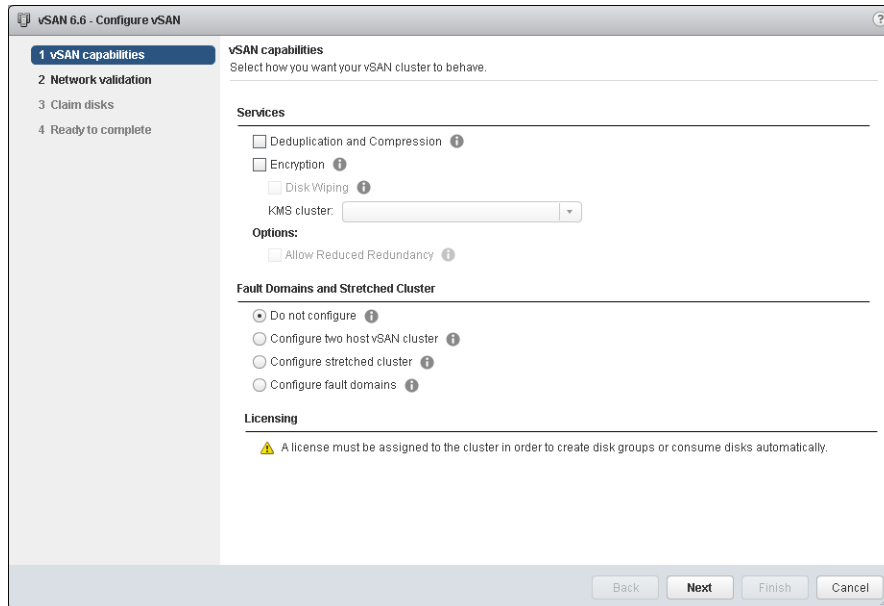 vSAN 6.6 - Configure vSAN
?
1 vSAN capabilities
2 Network validation
3 Claim disks
4 Ready to complete
vSAN capabilities
Select how you want your vSAN cluster to behave.
Services
Deduplication and Compression
Encryption
Disk Wiping
KMS cluster:
Options:
Allow Reduced Redundancy
Fault Domains and Stretched Cluster
Do not configure
Configure two host vSAN cluster
Configure stretched cluster
Configure fault domains
Licensing
A license must be assigned to the cluster in order to create disk groups or consume disks automatically.
Back Next Finish Cancel